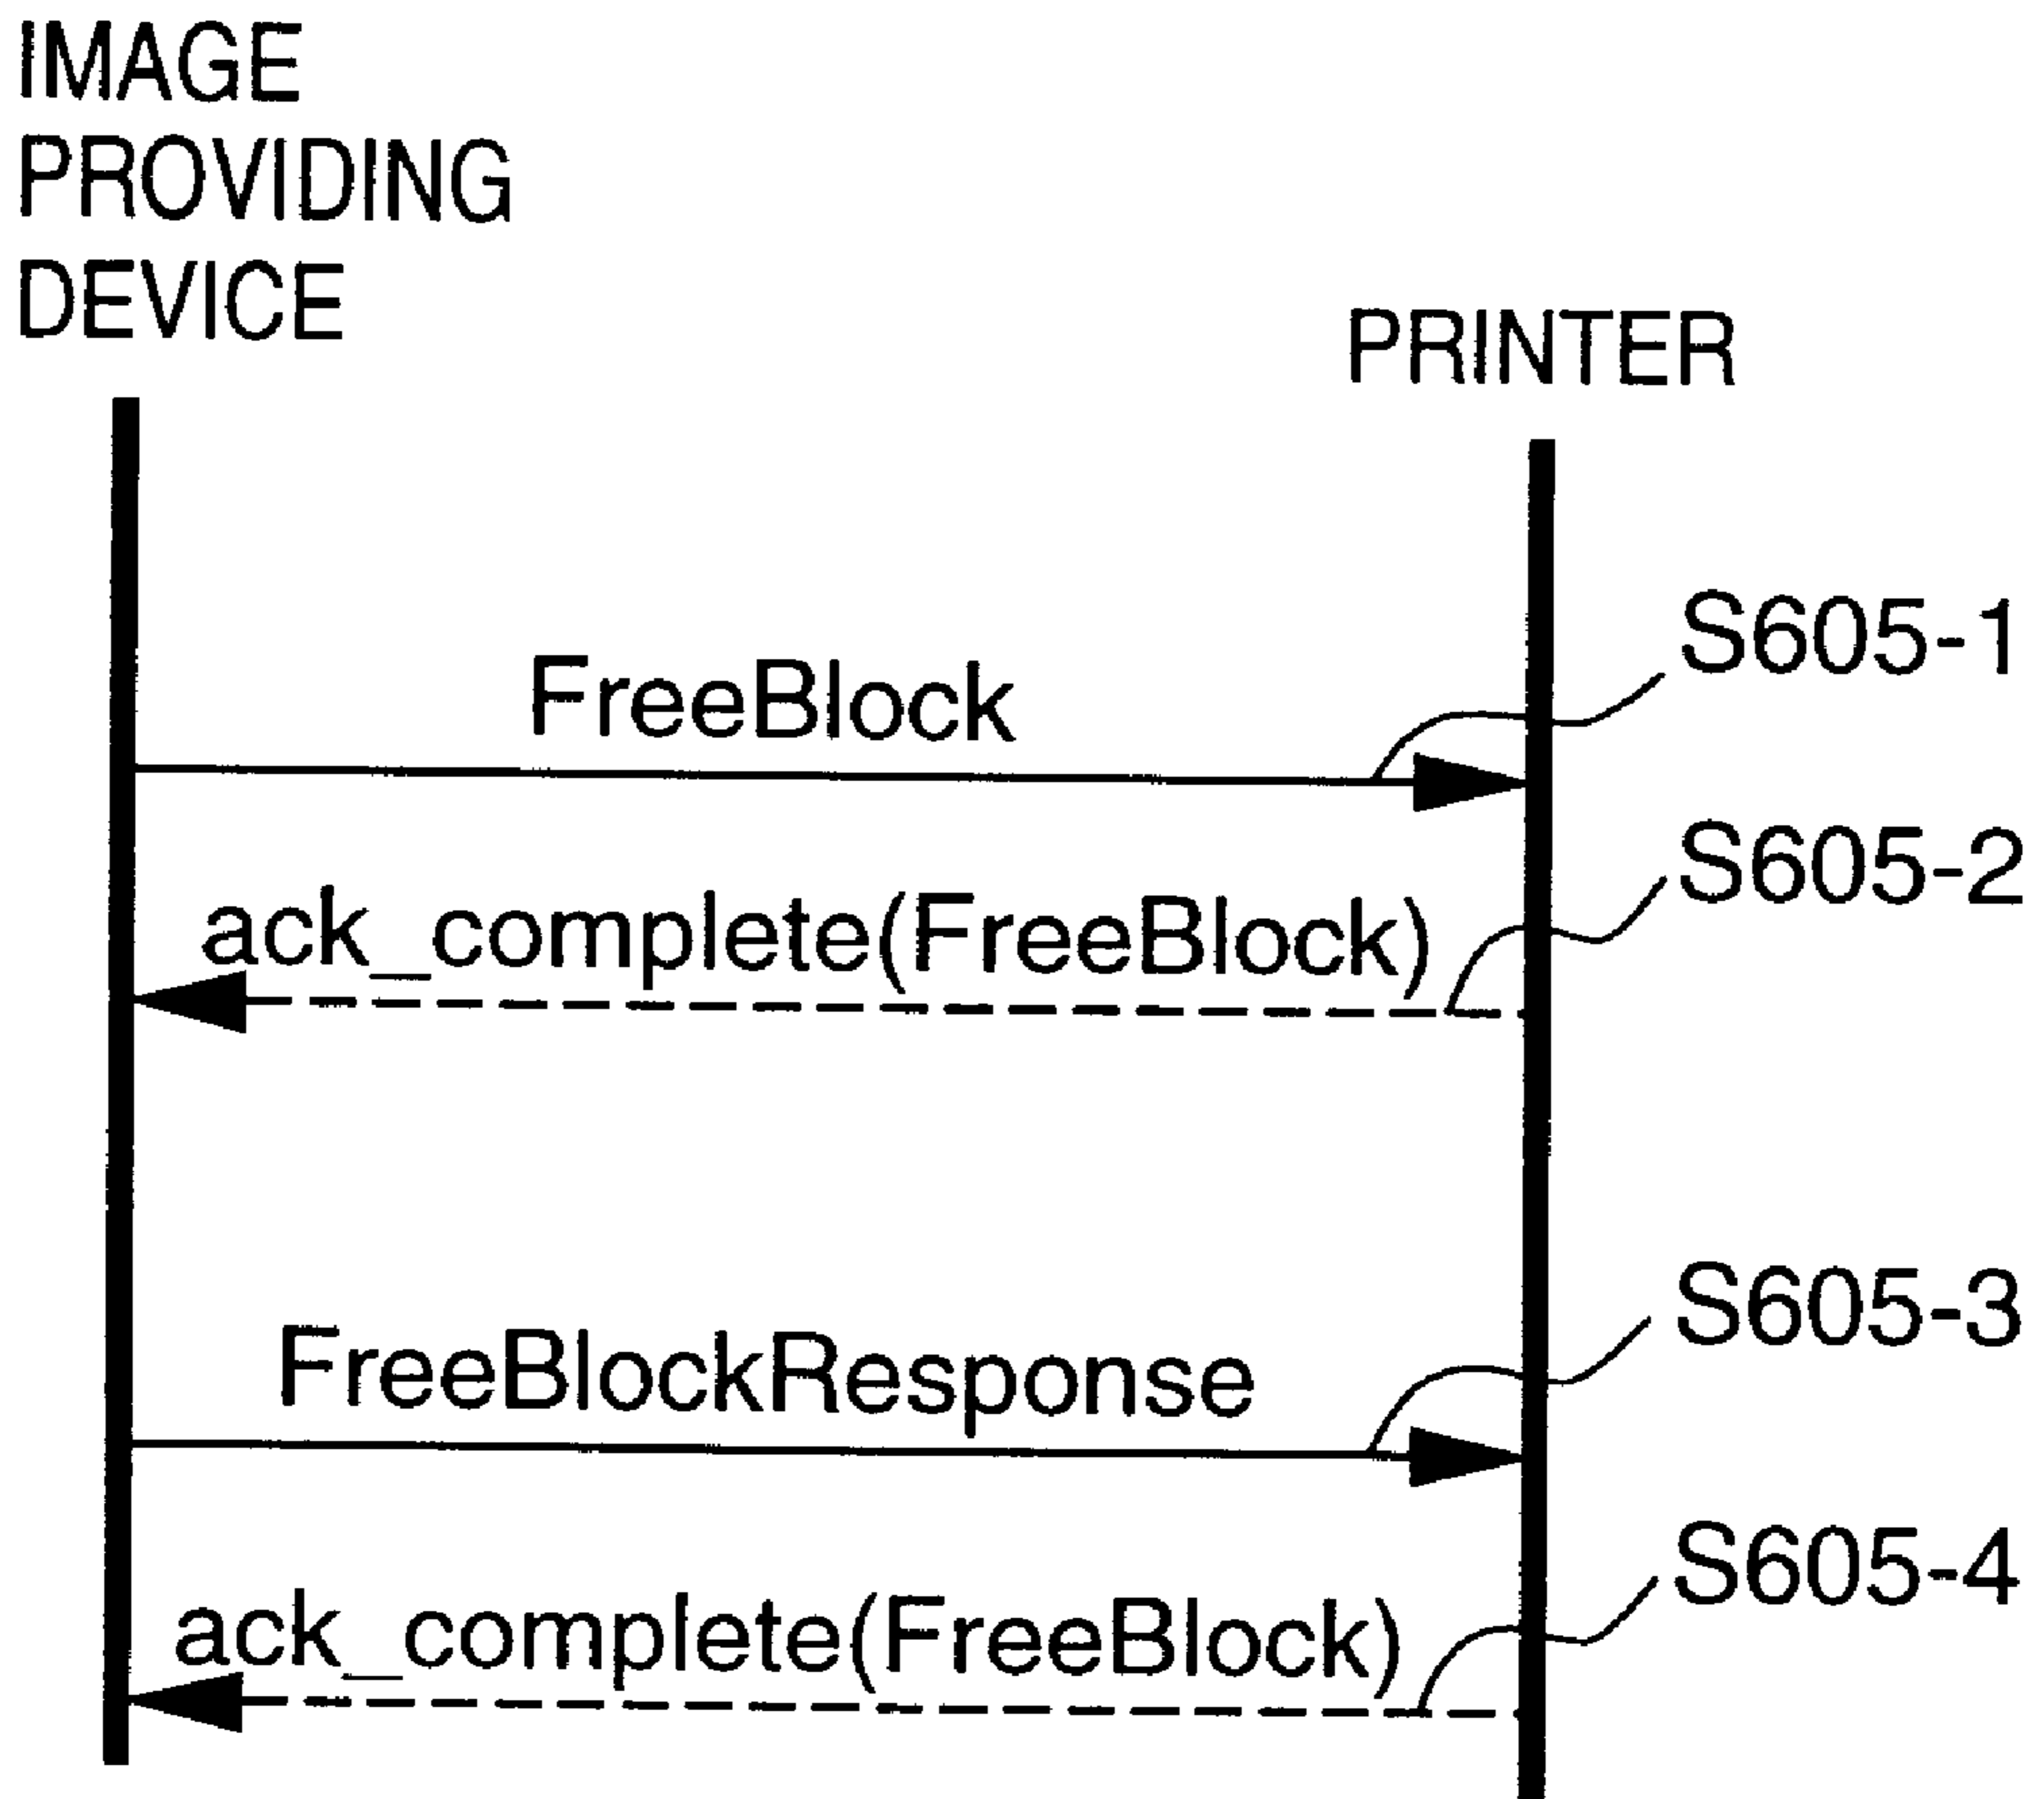 IMAGE
PROVIDING
DEVICE
PRINTER
S605-1
FreeBlock
S605-2
ack_complete(FreeBlock)
S605-3
FreeBlockResponse
S605-4
ack_complete(FreeBlock)